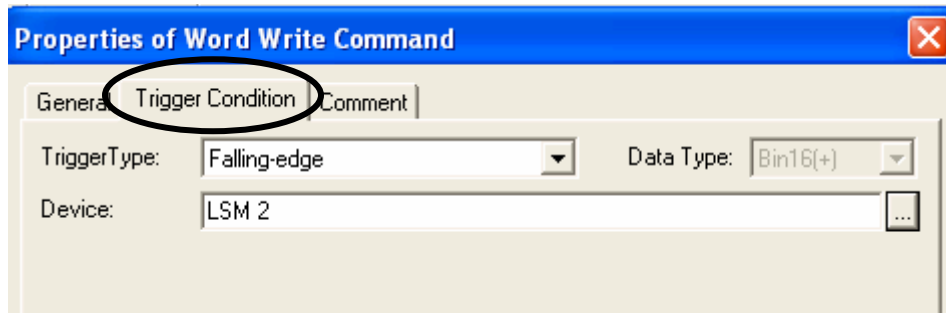 Properties of Word Write Command
General Trigger Condition Comment
TriggerType: Falling-edge Data Type: Bin16(+)
Device: LSM 2 ...